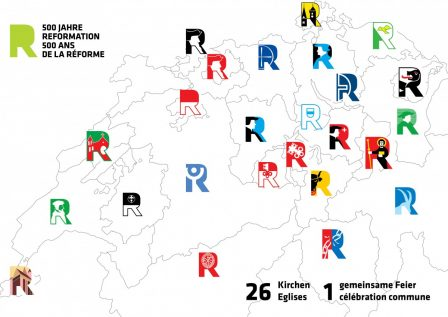 500 JAHRE
REFORMATION
500 ANS
DE LA RÉFORME
26 Kirchen
Eglises
1 gemeinsame Feier
célébration commune